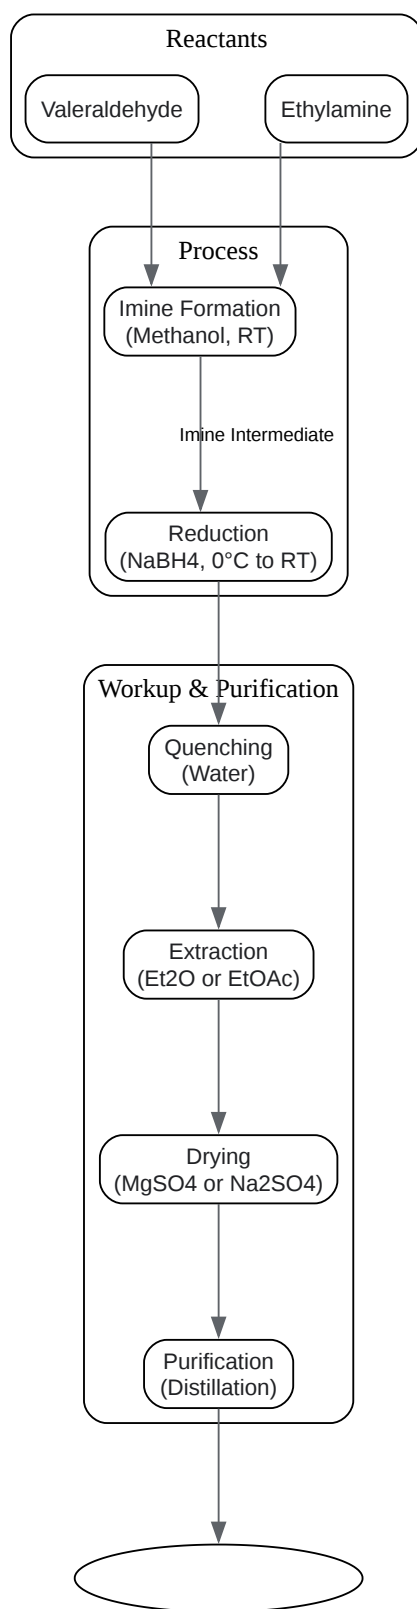 Reactants
Valeraldehyde
Ethylamine
Process
Imine Formation
(Methanol, RT)
Imine Intermediate
Reduction
(NaBH4, 0°C to RT)
Workup & Purification
Quenching
(Water)
Extraction
(Et2O or EtOAc)
Drying
(MgSO4 or Na2SO4)
Purification
(Distillation)